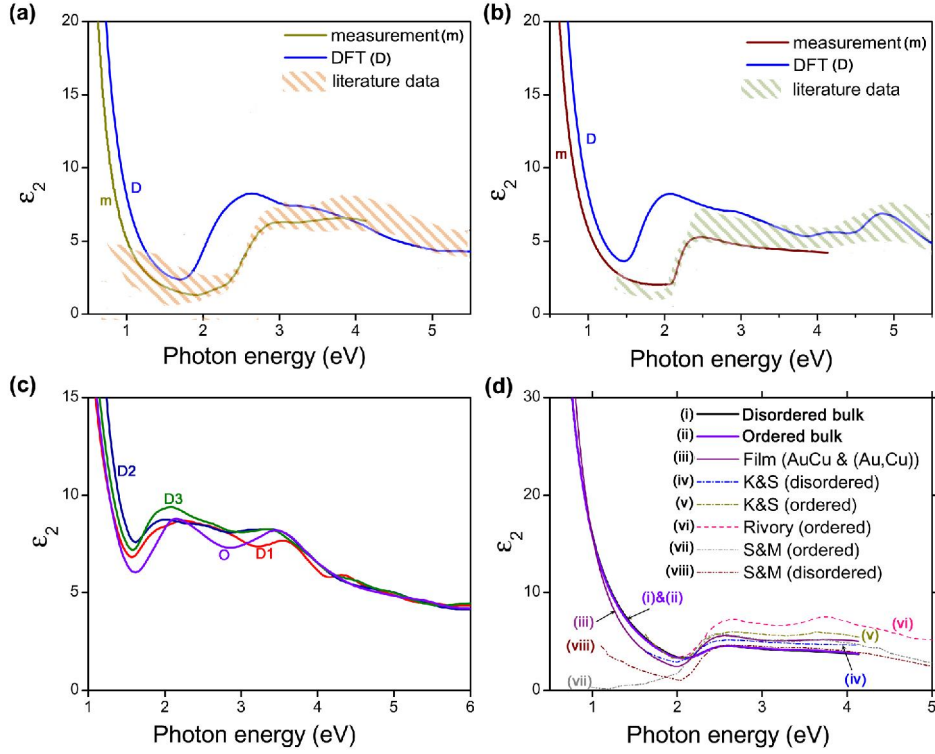 (a)
20
15
10
5
0
ε2
measurement (m)
DFT (D)
literature data
D
m
1 2 3 4 5
Photon energy (eV)
(b)
20
15
10
5
0
ε2
measurement (m)
DFT (D)
literature data
D
m
1 2 3 4 5
Photon energy (eV)
(c)
15
10
5
0
ε2
D2
D3
O
D1
1 2 3 4 5 6
Photon energy (eV)
(d)
30
20
10
0
ε2
(i) Disordered bulk
(ii) Ordered bulk
(iii) Film (AuCu & (Au,Cu))
(iv) K&S (disordered)
(v) K&S (ordered)
(vi) Rivory (ordered)
(vii) S&M (ordered)
(viii) S&M (disordered)
(iii)
(i)&(ii)
(vi)
(v)
(viii)
(iv)
(vii)
1 2 3 4 5
Photon energy (eV)